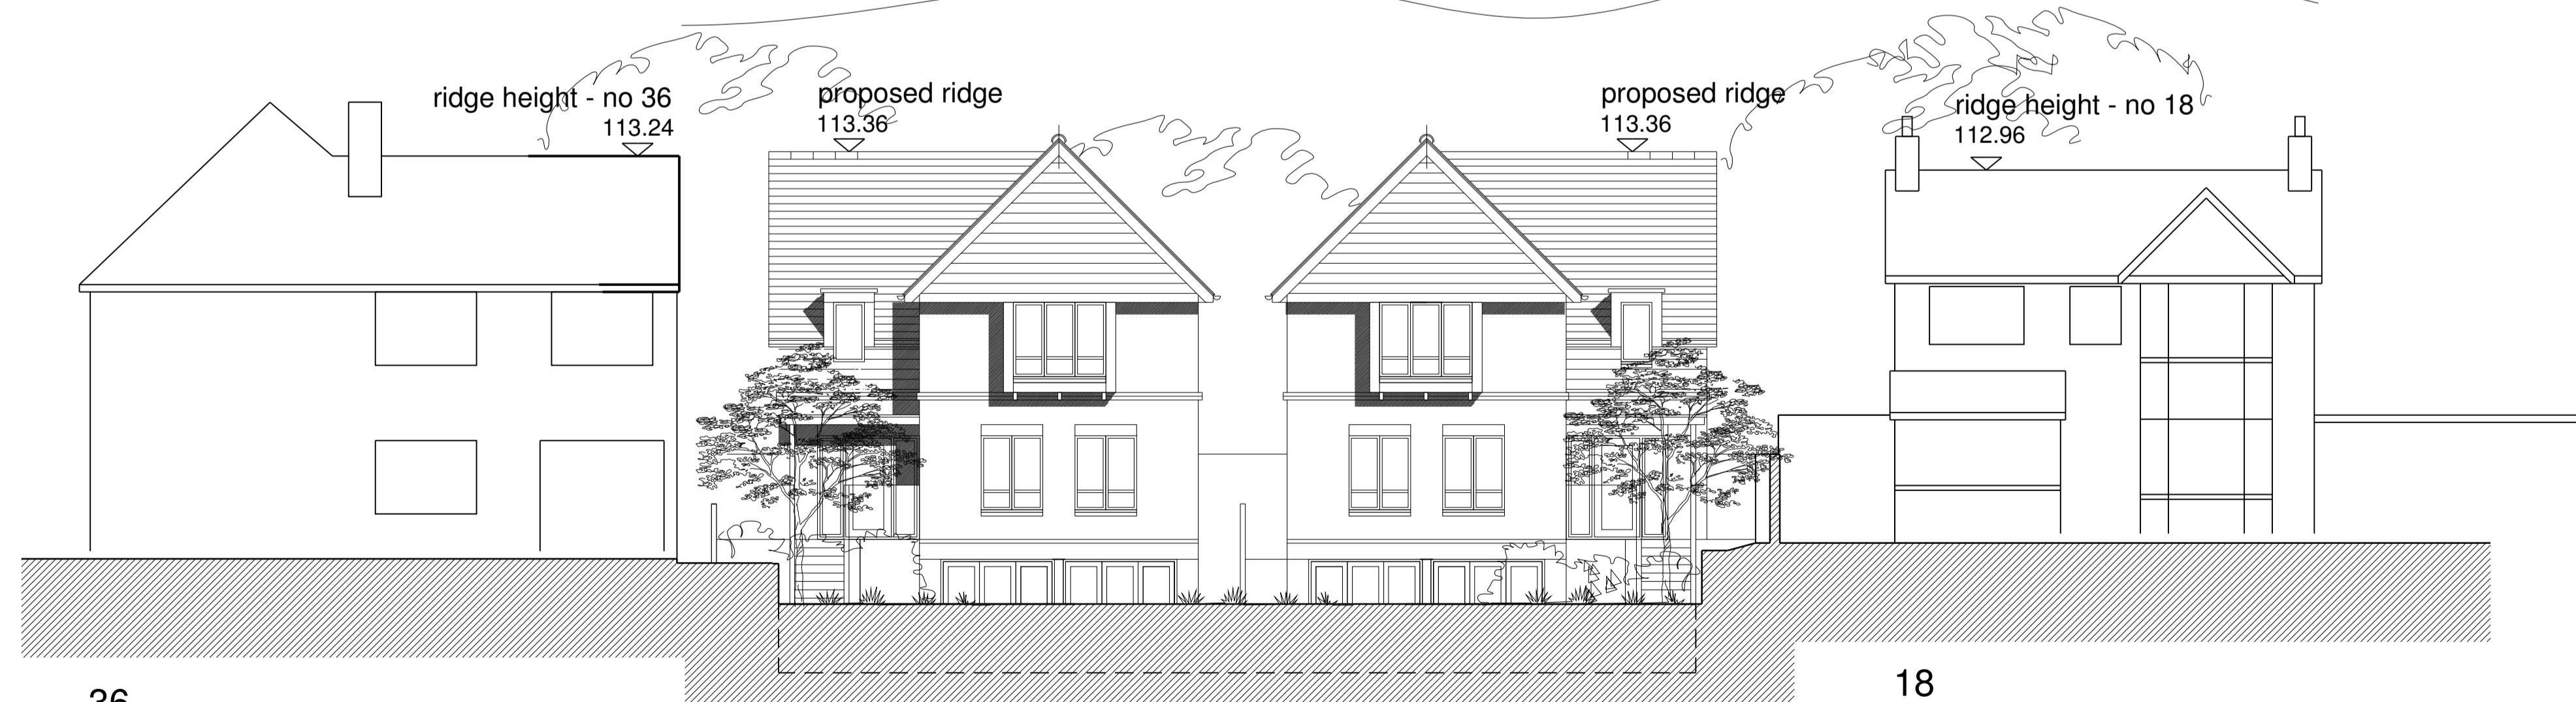 ridge height - no 36
113.24
proposed ridge
113.36
proposed ridge
113.36
ridge height - no 18
112.96
36
18